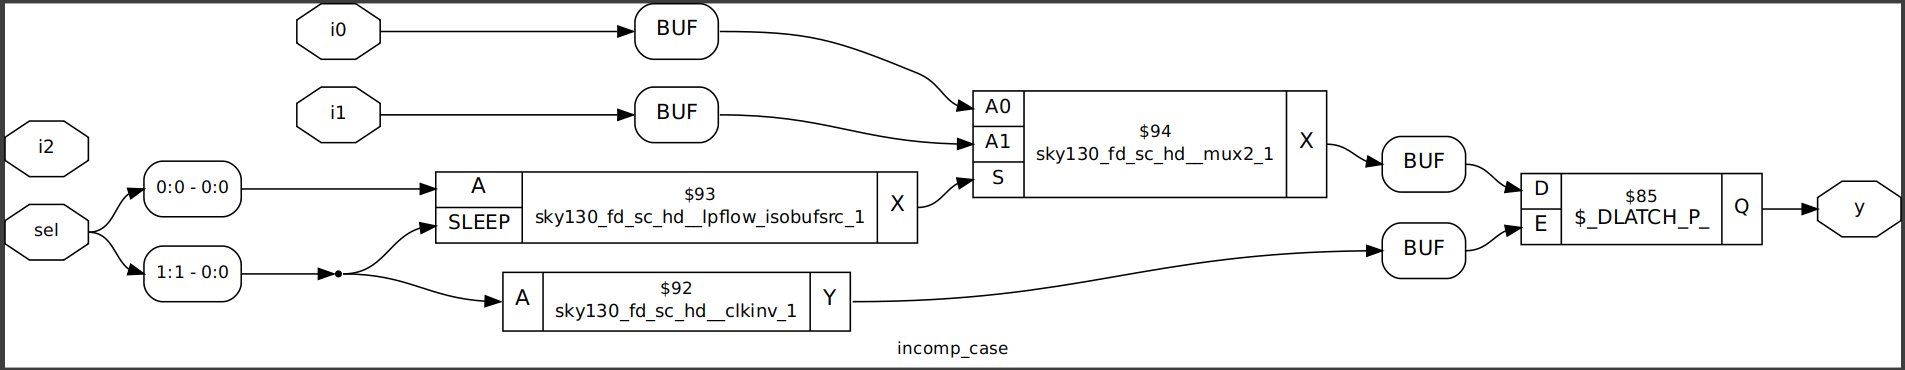 i0
BUF
i1
BUF
i2
sel
0:0 - 0:0
1:1 - 0:0
A
SLEEP
$93
sky130_fd_sc_hd__lpflow_isobufsrc_1
X
A
$92
sky130_fd_sc_hd__clkinv_1
Y
A0
A1
S
$94
sky130_fd_sc_hd__mux2_1
X
BUF
BUF
D
E
$85
$_DLATCH_P_
Q
y
incomp_case